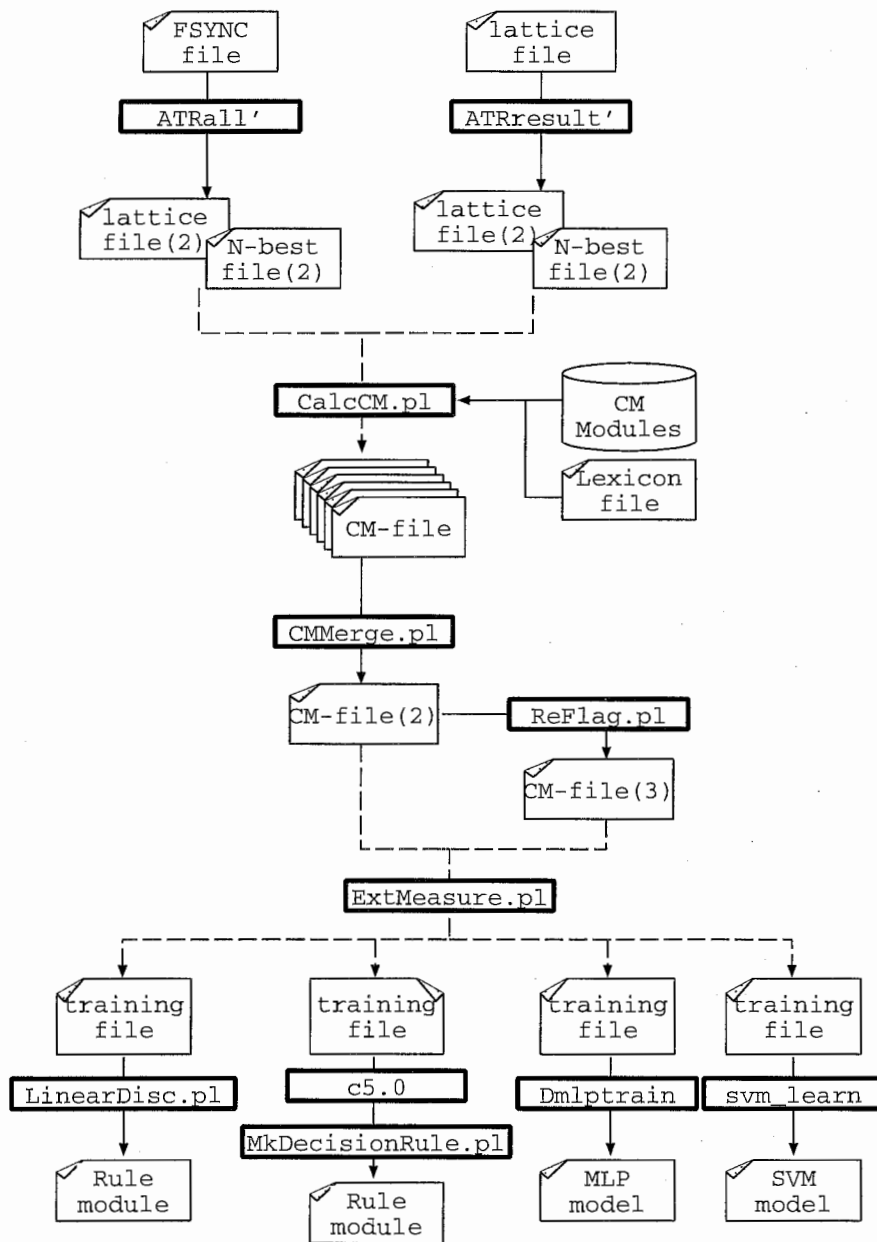 FSYNC
file
lattice
file
ATRall'
ATRresult'
lattice
file(2)
N-best
file(2)
lattice
file(2)
N-best
file(2)
CalcCM.pl
CM
Modules
Lexicon
file
CM-file
CMMerge.pl
CM-file(2)
ReFlag.pl
CM-file(3)
ExtMeasure.pl
training
file
training
file
training
file
training
file
LinearDisc.pl
c5.0
Dmlptrain
svm_learn
MkDecisionRule.pl
Rule
module
Rule
module
MLP
model
SVM
model